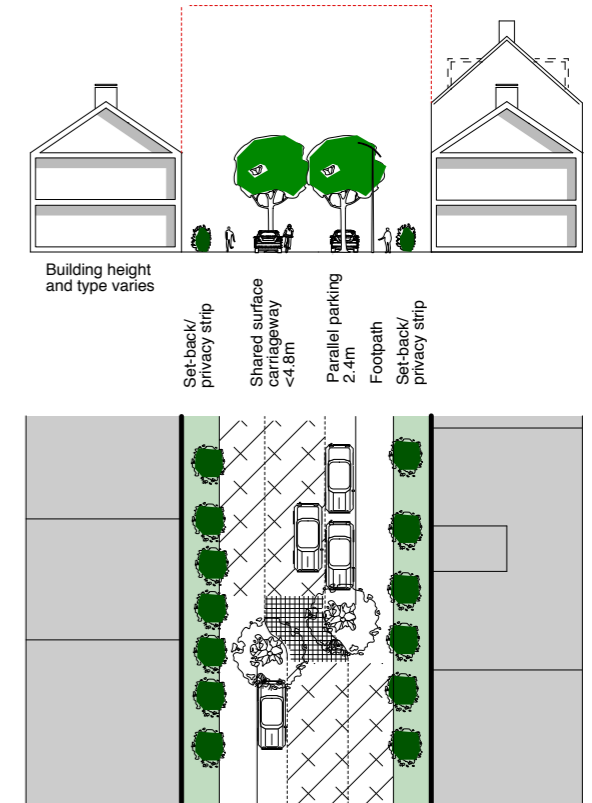 Building height
and type varies
Set-back/
privacy strip
Shared surface
carriageway
<4.8m
Parallel parking
2.4m
Footpath
Set-back/
privacy strip